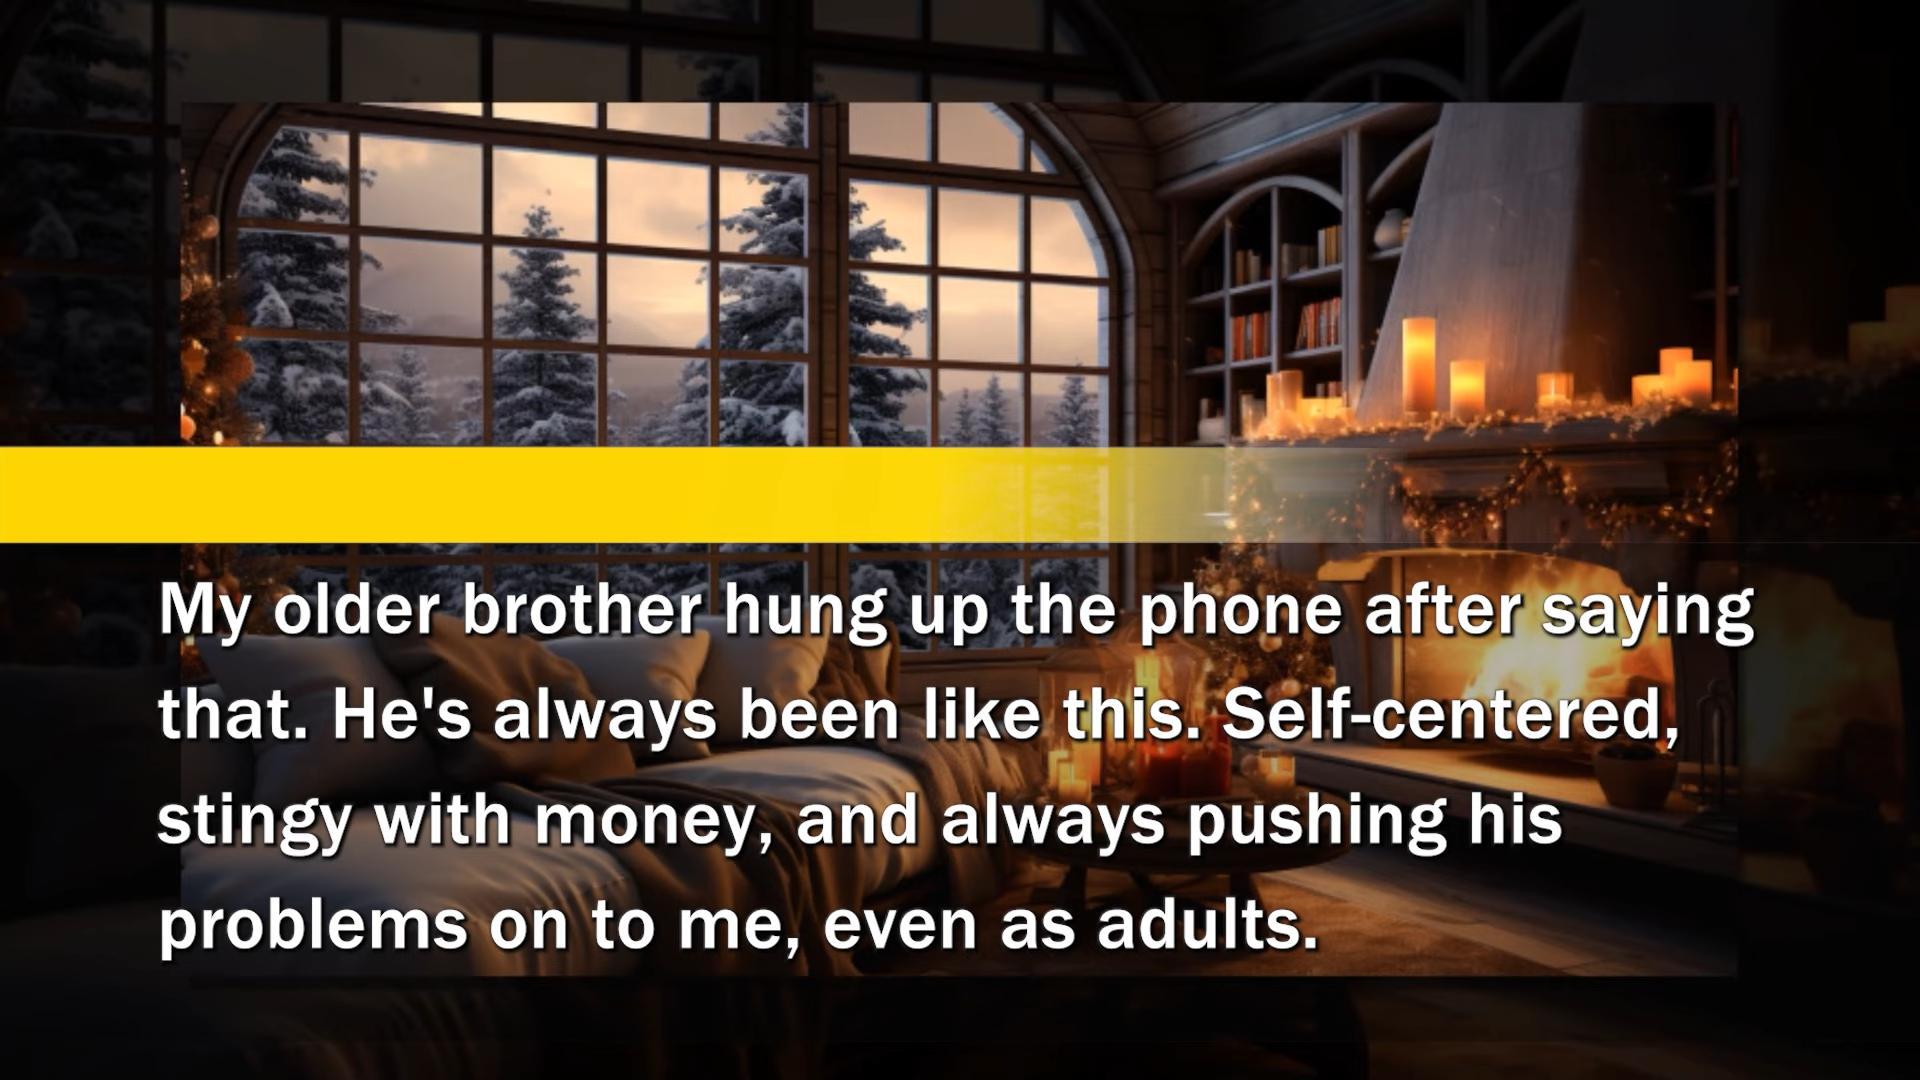 My older brother hung up the phone after saying
that. He's always been like this. Self-centered,
stingy with money, and always pushing his
problems on to me, even as adults.